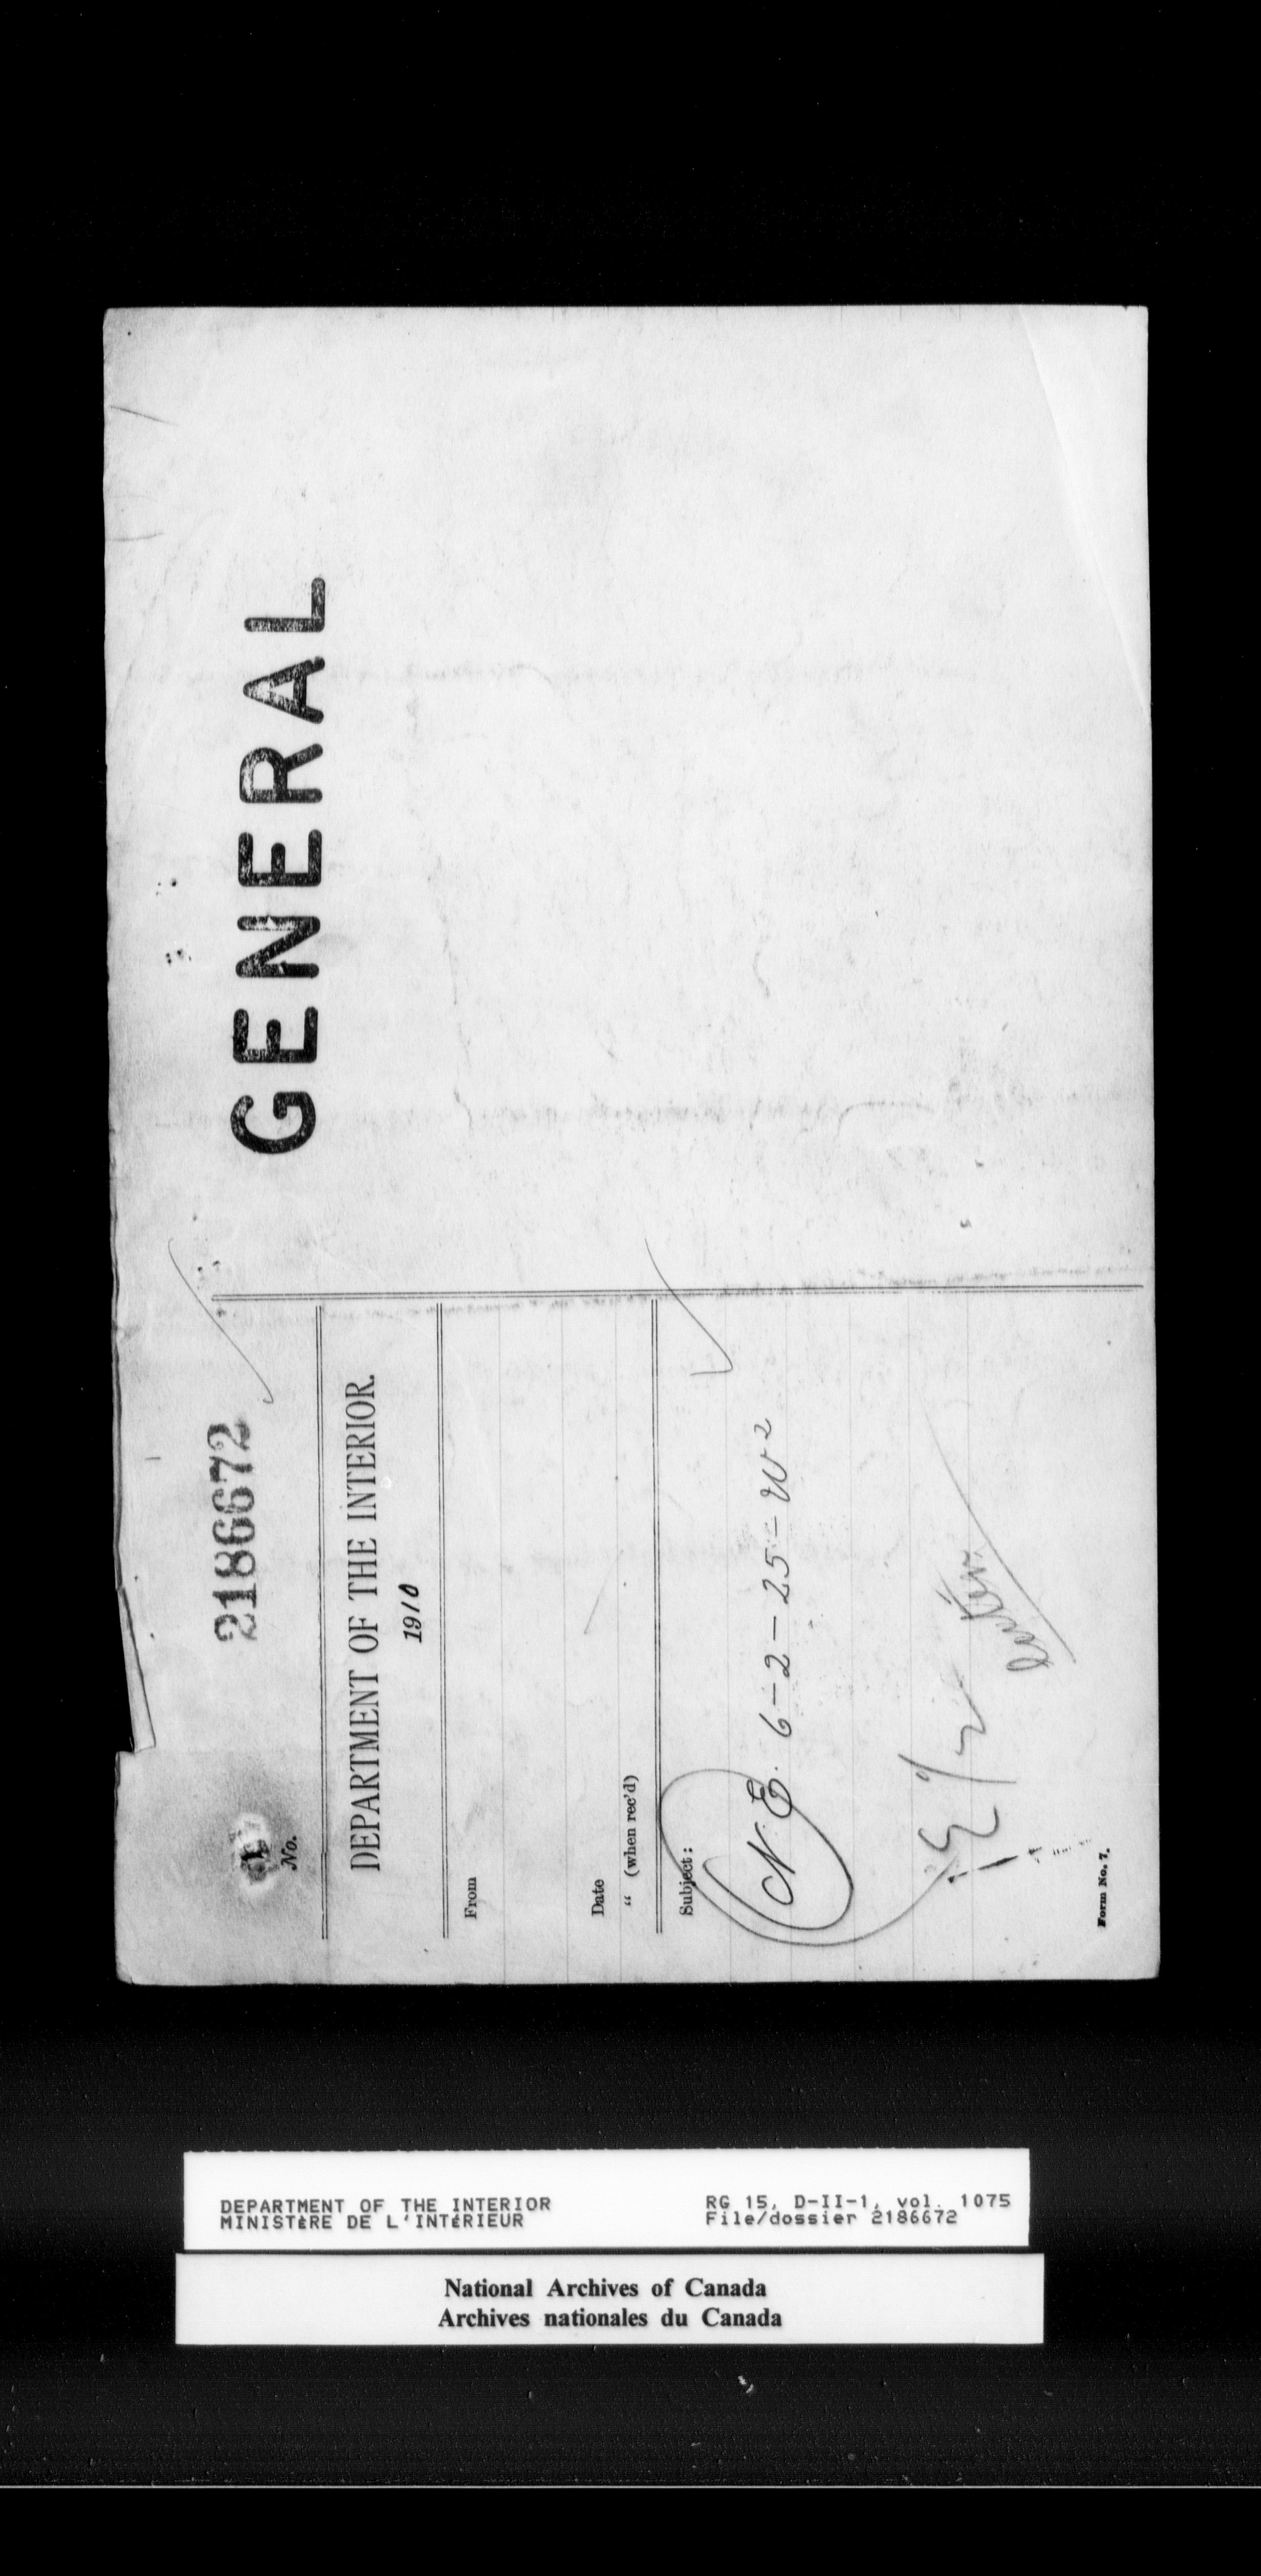 GENERAL
2186672
No.
DEPARTMENT OF THE INTERIOR.
1910
From
Date
" (when rec'd)
Subject:
N. E. 6-2-25-W2
Form No. 7.
DEPARTMENT OF THE INTERIOR
MINISTÈRE DE L'INTÉRIEUR
RG 15, D-II-1, vol. 1075
File/dossier 2186672
National Archives of Canada
Archives nationales du Canada